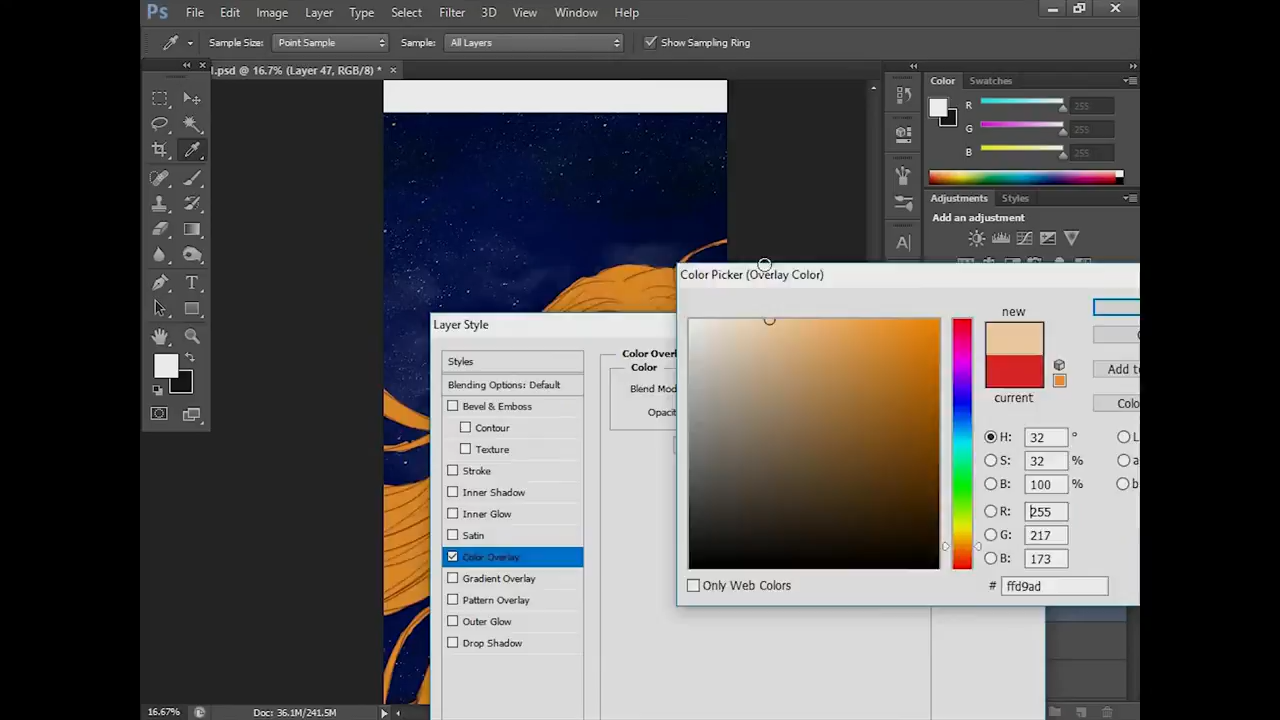 Ps File Edit Image Layer Type Select Filter 3D View Window Help
Sample Size: Point Sample Sample: All Layers Show Sampling Ring
l.psd @ 16.7% (Layer 47, RGB/8) *
Color Swatches
R 255
G 255
B 255
Adjustments Styles
Add an adjustment
A
Color Picker (Overlay Color)
new
current
Add to
Colo
H: 32 °
S: 32 %
B: 100 %
R: 255
G: 217
B: 173
L
a
b
Only Web Colors
# ffd9ad
Layer Style
Styles
Blending Options: Default
Bevel & Emboss
Contour
Texture
Stroke
Inner Shadow
Inner Glow
Satin
Color Overlay
Gradient Overlay
Pattern Overlay
Outer Glow
Drop Shadow
Color Overl
Color
Blend Mod
Opacit
16.67% Doc: 36.1M/241.5M